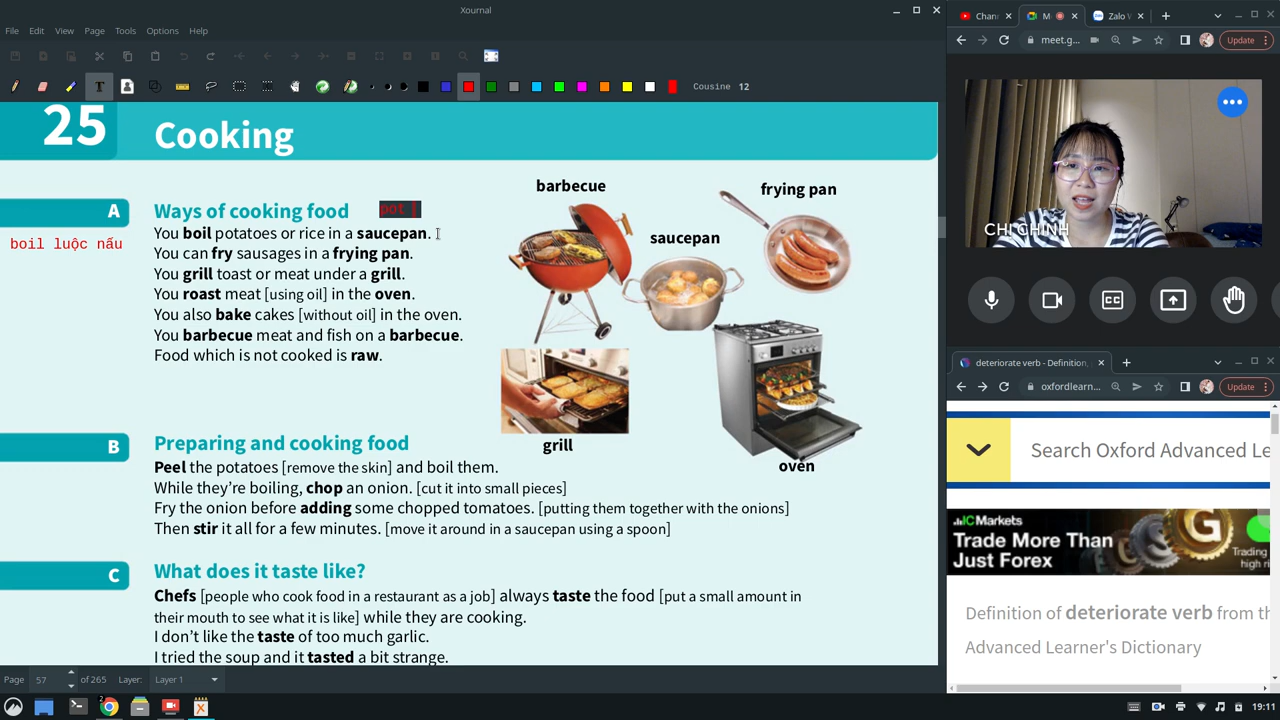 Xournal
File Edit View Page Tools Options Help
Cousine 12
25
Cooking
A
boil luộc nấu
Ways of cooking food
pot
You boil potatoes or rice in a saucepan.
You can fry sausages in a frying pan.
You grill toast or meat under a grill.
You roast meat [using oil] in the oven.
You also bake cakes [without oil] in the oven.
You barbecue meat and fish on a barbecue.
Food which is not cooked is raw.
barbecue
frying pan
saucepan
grill
oven
B
Preparing and cooking food
Peel the potatoes [remove the skin] and boil them.
While they’re boiling, chop an onion. [cut it into small pieces]
Fry the onion before adding some chopped tomatoes. [putting them together with the onions]
Then stir it all for a few minutes. [move it around in a saucepan using a spoon]
C
What does it taste like?
Chefs [people who cook food in a restaurant as a job] always taste the food [put a small amount in
their mouth to see what it is like] while they are cooking.
I don’t like the taste of too much garlic.
I tried the soup and it tasted a bit strange.
Page 57 of 265 Layer: Layer 1
Chan
M
Zalo
meet.g...
Update
CHI CHINH
deteriorate verb - Definition,
oxfordlearn...
Update
Search Oxford Advanced Le
IC Markets
Trade More Than
Just Forex
Trading
high ri
Definition of deteriorate verb from th
Advanced Learner's Dictionary
2
19:11